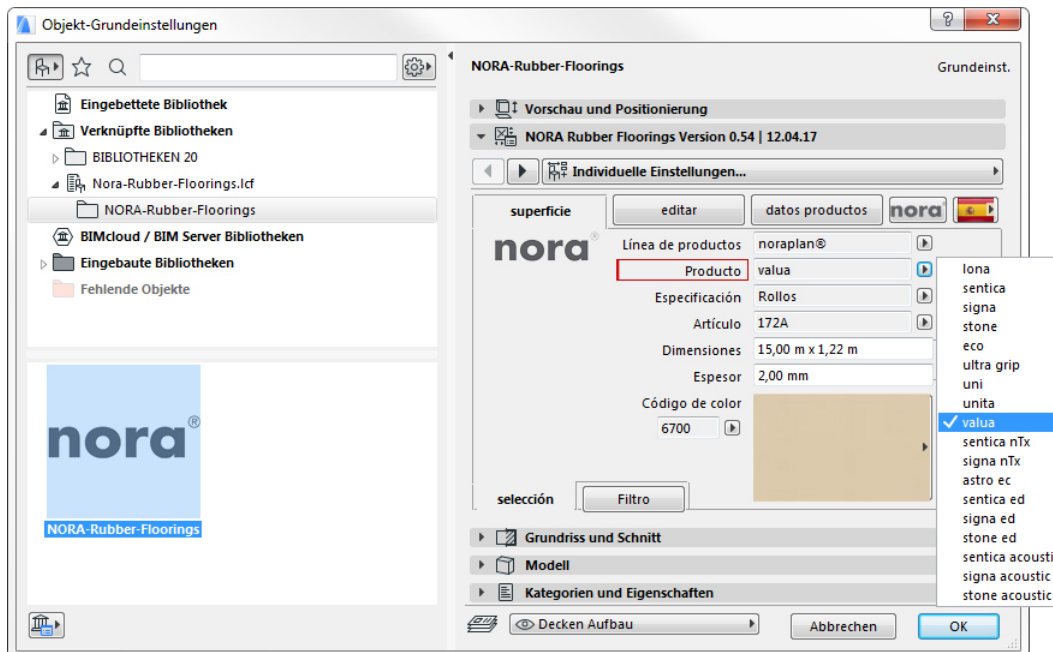 Objekt-Grundeinstellungen
Eingebettete Bibliothek
Verknüpfte Bibliotheken
BIBLIOTHEKEN 20
Nora-Rubber-Floorings.lcf
NORA-Rubber-Floorings
BIMcloud / BIM Server Bibliotheken
Eingebaute Bibliotheken
Fehlende Objekte
nora®
NORA-Rubber-Floorings
NORA-Rubber-Floorings
Grundeinst.
Vorschau und Positionierung
NORA Rubber Floorings Version 0.54 | 12.04.17
Individuelle Einstellungen...
superficie
editar
datos productos
nora
nora®
Línea de productos
noraplan®
Producto
valua
Especificación
Rollos
Artículo
172A
Dimensiones
15,00 m x 1,22 m
Espesor
2,00 mm
Código de color
6700
selección
Filtro
Grundriss und Schnitt
Modell
Kategorien und Eigenschaften
Decken Aufbau
Abbrechen
OK
lona
sentica
signa
stone
eco
ultra grip
uni
unita
valua
sentica nTx
signa nTx
astro ec
sentica ed
signa ed
stone ed
sentica acousti
signa acoustic
stone acoustic